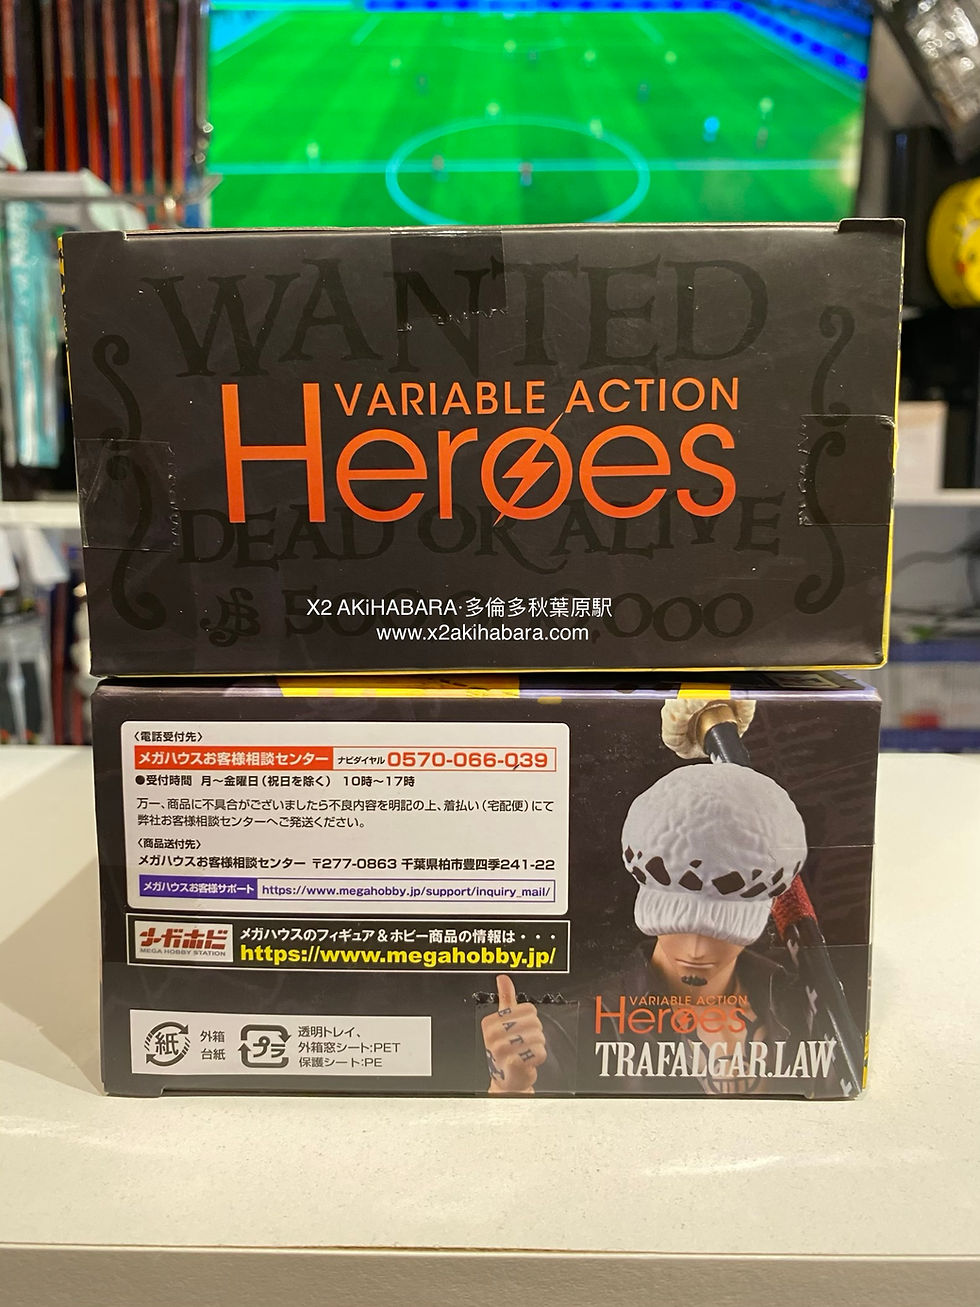 WANTED
VARIABLE ACTION
Heroes
DEAD OR ALIVE
X2 AKiHABARA·多倫多秋葉原駅
www.x2akihabara.com
〈電話受付先〉
メガハウスお客様相談センター ナビダイヤル 0570-066-039
●受付時間 月〜金曜日(祝日を除く) 10時〜17時
万一、商品に不具合がございましたら不良内容を明記の上、着払い(宅配便)にて
弊社お客様相談センターへご発送ください。
〈商品送付先〉
メガハウスお客様相談センター 〒277-0863 千葉県柏市豊四季241-22
メガハウスお客様サポート https://www.megahobby.jp/support/inquiry_mail/
メガホビ MEGA HOBBY STATION
メガハウスのフィギュア&ホビー商品の情報は・・・
https://www.megahobby.jp/
紙 外箱 台紙
プラ 透明トレイ、
外箱窓シート:PET
保護シート:PE
EATH
VARIABLE ACTION
Heroes
TRAFALGAR.LAW